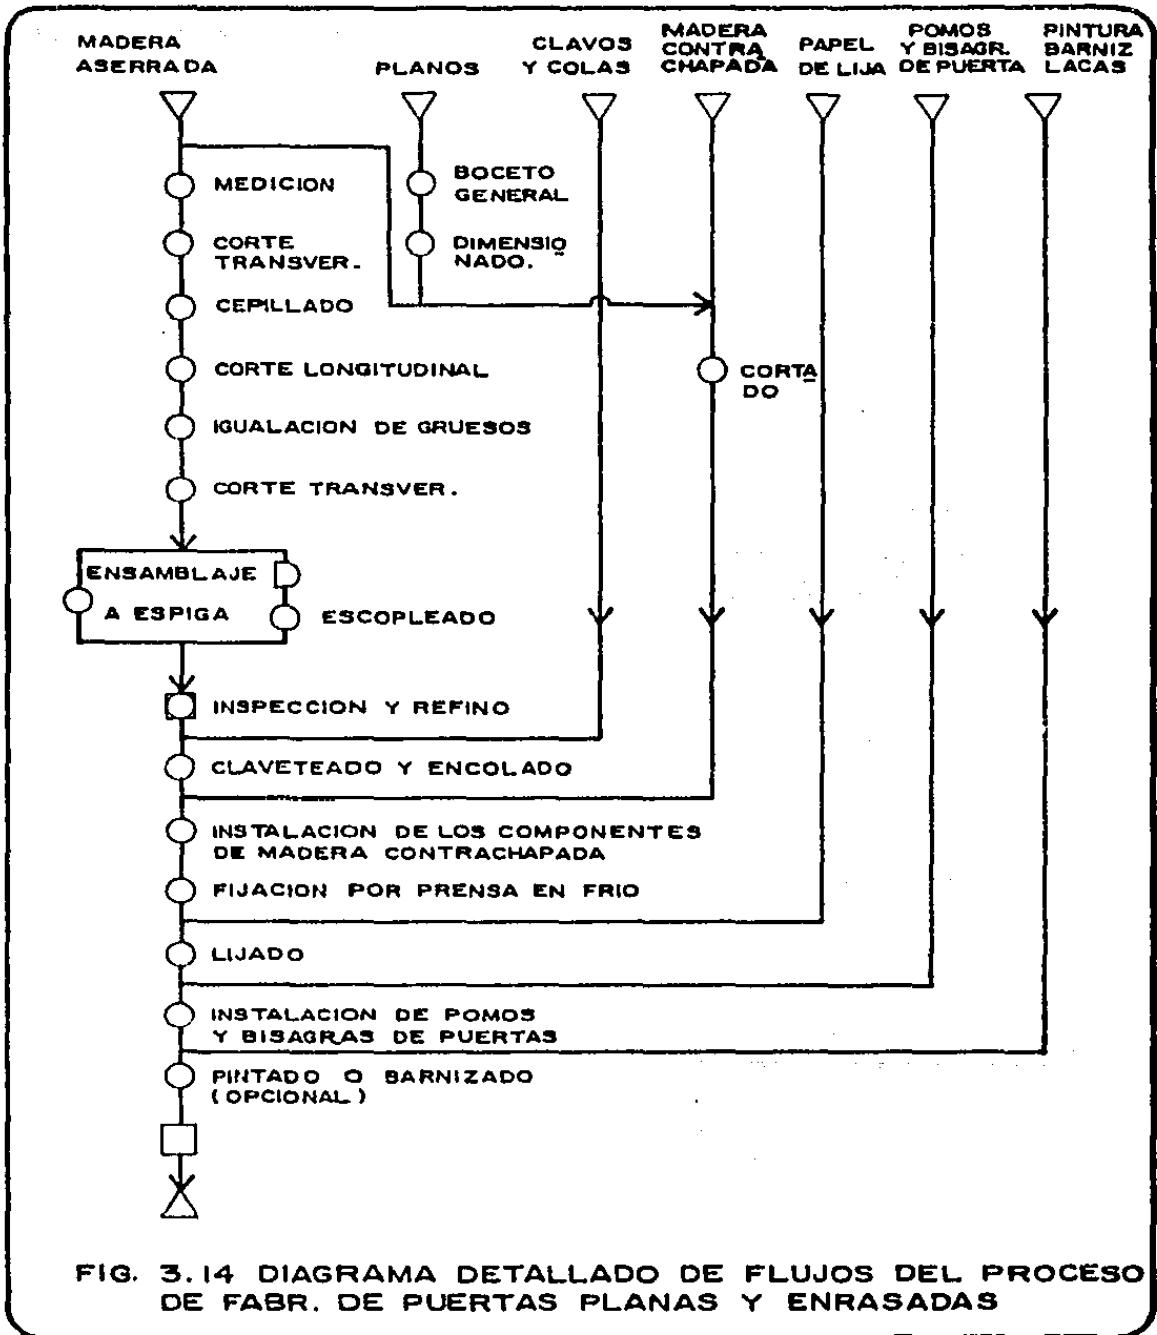 MADERA
ASERRADA
PLANOS
CLAVOS
Y COLAS
MADERA
CONTRA
CHAPADA
PAPEL
DE LIJA
POMOS
Y BISAGR.
DE PUERTA
PINTURA
BARNIZ
LACAS
MEDICION
BOCETO
GENERAL
CORTE
TRANSVER.
DIMENSIO
NADO.
CEPILLADO
CORTE LONGITUDINAL
CORTA
DO
IGUALACION DE GRUESOS
CORTE TRANSVER.
ENSAMBLAJE
A ESPIGA
ESCOPLEADO
INSPECCION Y REFINO
CLAVETEADO Y ENCOLADO
INSTALACION DE LOS COMPONENTES
DE MADERA CONTRACHAPADA
FIJACION POR PRENSA EN FRIO
LIJADO
INSTALACION DE POMOS
Y BISAGRAS DE PUERTAS
PINTADO O BARNIZADO
(OPCIONAL)
FIG. 3.14 DIAGRAMA DETALLADO DE FLUJOS DEL PROCESO
DE FABR. DE PUERTAS PLANAS Y ENRASADAS